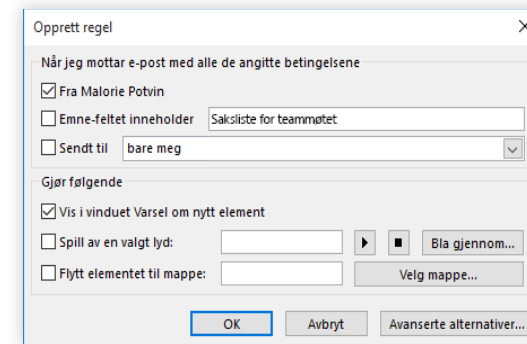 Opprett regel
Når jeg mottar e-post med alle de angitte betingelsene
Fra Malorie Potvin
Emne-feltet inneholder Saksliste for teammøtet
Sendt til bare meg
Gjør følgende
Vis i vinduet Varsel om nytt element
Spill av en valgt lyd: Bla gjennom...
Flytt elementet til mappe: Velg mappe...
OK Avbryt Avanserte alternativer...